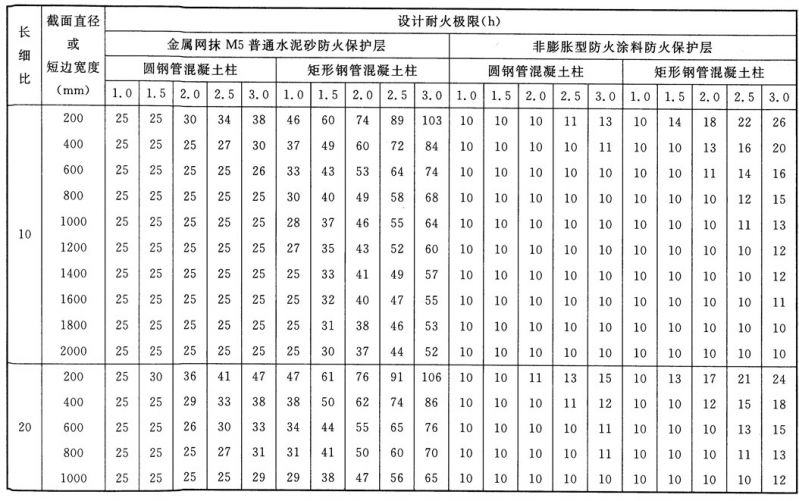 长细比 截面直径或短边宽度(mm) 设计耐火极限(h)
金属网抹 M5 普通水泥砂防火保护层 非膨胀型防火涂料防火保护层
圆钢管混凝土柱 矩形钢管混凝土柱 圆钢管混凝土柱 矩形钢管混凝土柱
1.0 1.5 2.0 2.5 3.0 1.0 1.5 2.0 2.5 3.0 1.0 1.5 2.0 2.5 3.0 1.0 1.5 2.0 2.5 3.0
10
200 25 25 30 34 38 46 60 74 89 103 10 10 10 11 13 10 14 18 22 26
400 25 25 25 27 30 37 49 60 72 84 10 10 10 10 11 10 10 13 16 20
600 25 25 25 25 26 33 43 53 64 74 10 10 10 10 10 10 10 11 14 16
800 25 25 25 25 25 30 40 49 58 68 10 10 10 10 10 10 10 10 12 15
1000 25 25 25 25 25 28 37 46 55 64 10 10 10 10 10 10 10 10 11 13
1200 25 25 25 25 25 27 35 43 52 60 10 10 10 10 10 10 10 10 10 12
1400 25 25 25 25 25 25 33 41 49 57 10 10 10 10 10 10 10 10 10 12
1600 25 25 25 25 25 25 32 40 47 55 10 10 10 10 10 10 10 10 10 11
1800 25 25 25 25 25 25 31 38 46 53 10 10 10 10 10 10 10 10 10 10
2000 25 25 25 25 25 25 30 37 44 52 10 10 10 10 10 10 10 10 10 10
20
200 25 30 36 41 47 47 61 76 91 106 10 10 11 13 15 10 13 17 21 24
400 25 25 29 33 38 38 50 62 74 86 10 10 10 11 12 10 10 12 15 18
600 25 25 26 30 33 34 44 55 65 76 10 10 10 10 11 10 10 10 13 15
800 25 25 25 27 31 31 41 50 60 70 10 10 10 10 11 10 10 10 11 13
1000 25 25 25 25 29 29 38 47 56 65 10 10 10 10 10 10 10 10 10 12